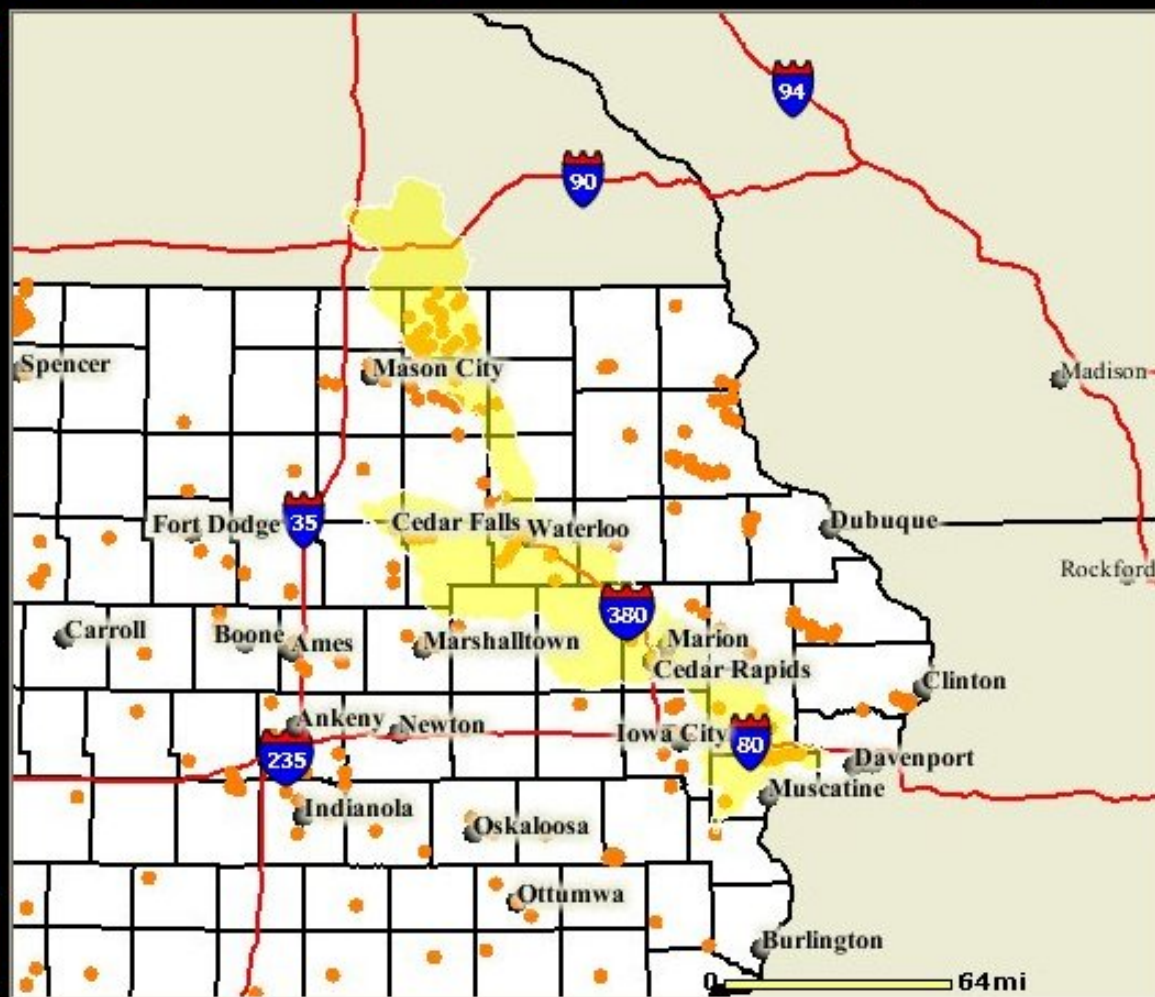 94
90
Spencer
Mason City
Madison
Fort Dodge
35
Cedar Falls
Waterloo
Dubuque
Rockford
380
Carroll
Boone
Ames
Marshalltown
Marion
Cedar Rapids
Clinton
Ankeny
Newton
Iowa City
80
235
Davenport
Muscatine
Indianola
Oskaloosa
Ottumwa
Burlington
0
64mi